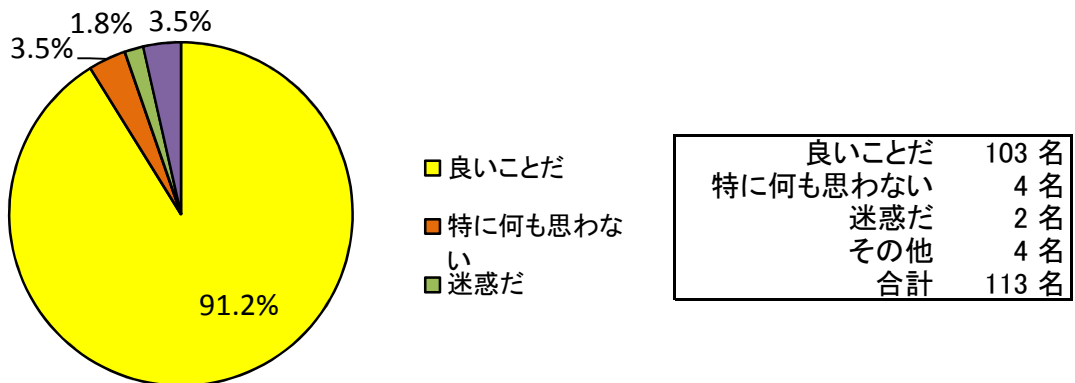 1.8% 3.5%
3.5%
91.2%
良いことだ
特に何も思わな
い
迷惑だ
良いことだ 103 名
特に何も思わない 4 名
迷惑だ 2 名
その他 4 名
合計 113 名